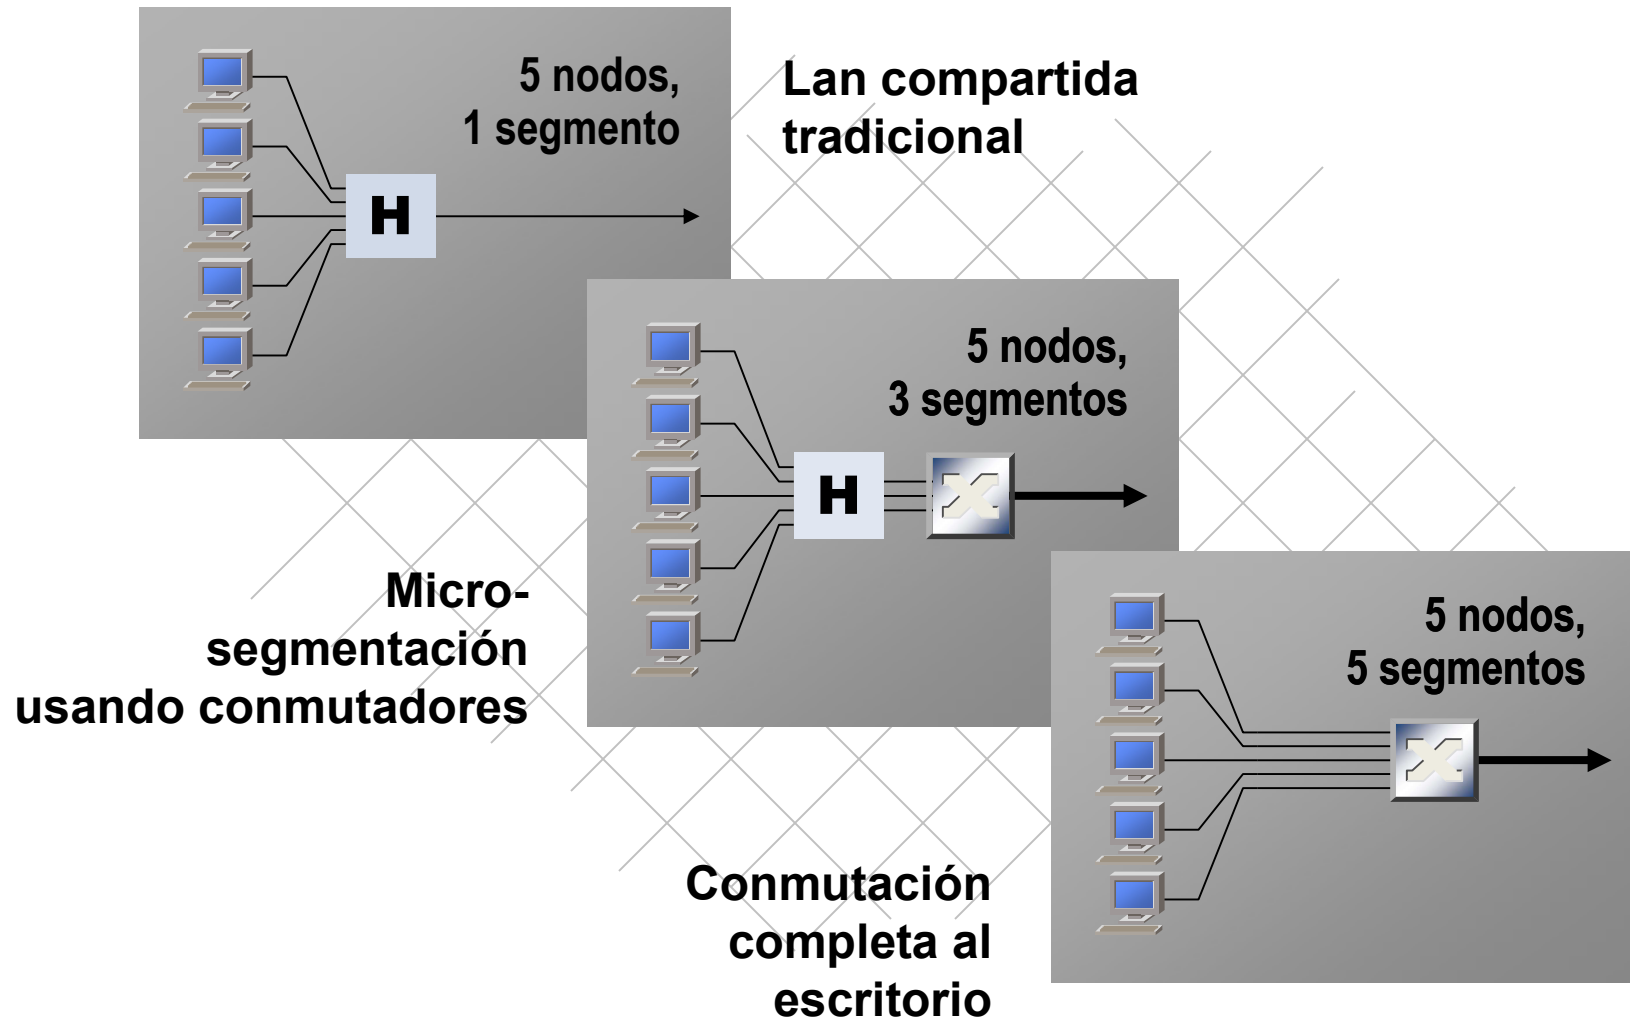 5 nodos,
1 segmento
H
Lan compartida
tradicional
5 nodos,
3 segmentos
H
Micro-
segmentación
usando conmutadores
5 nodos,
5 segmentos
Conmutación
completa al
escritorio